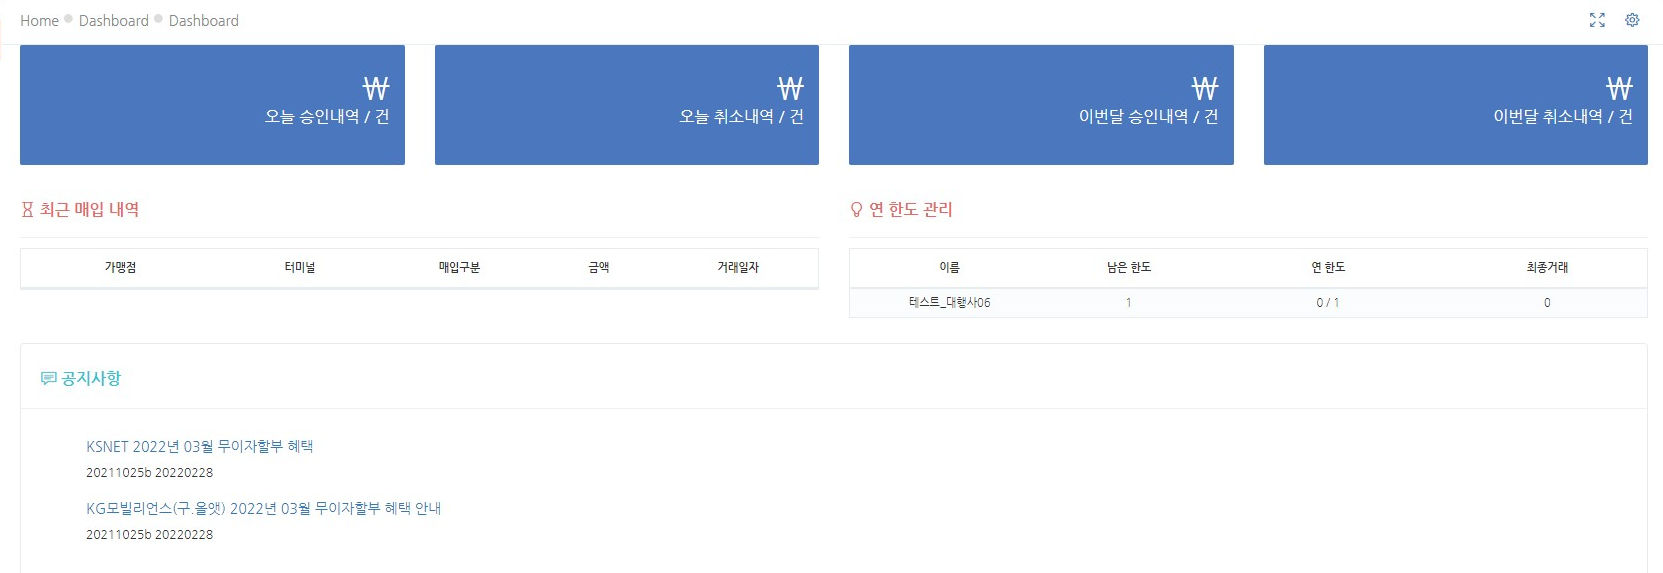 Home Dashboard Dashboard
₩
오늘 승인내역 / 건
₩
오늘 취소내역 / 건
₩
이번달 승인내역 / 건
₩
이번달 취소내역 / 건
최근 매입 내역
가맹점 터미널 매입구분 금액 거래일자
연 한도 관리
이름 남은 한도 연 한도 최종거래
테스트_대행사06 1 0 / 1 0
공지사항
KSNET 2022년 03월 무이자할부 혜택
20211025b 20220228
KG모빌리언스(구.올앳) 2022년 03월 무이자할부 혜택 안내
20211025b 20220228